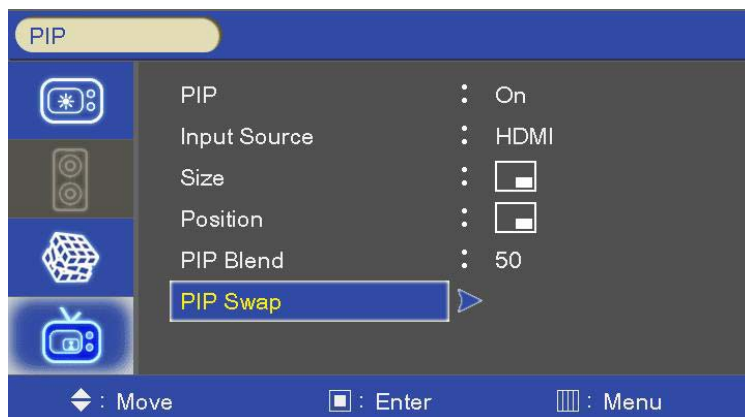 PIP
PIP : On
Input Source : HDMI
Size :
Position :
PIP Blend : 50
PIP Swap
: Move : Enter : Menu